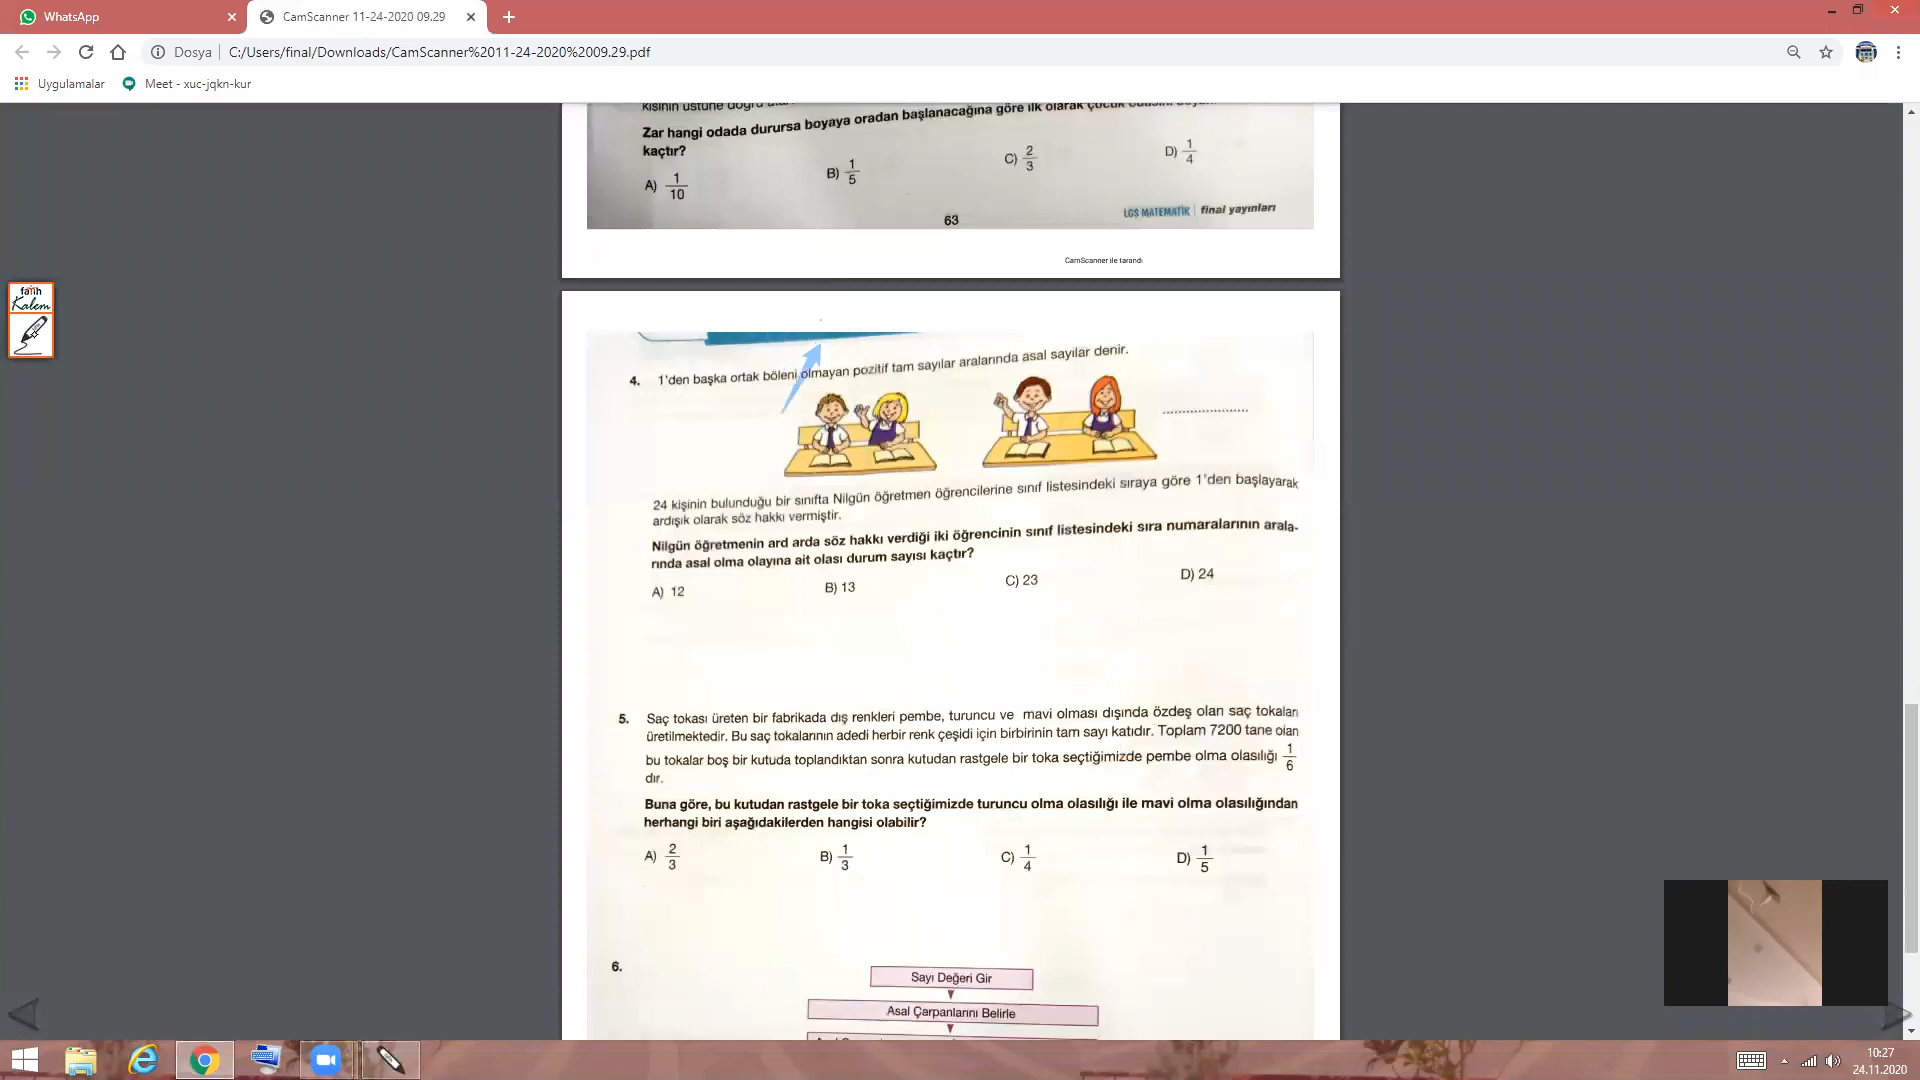 WhatsApp
CamScanner 11-24-2020 09.29
Dosya
C:/Users/final/Downloads/CamScanner%2011-24-2020%2009.29.pdf
Uygulamalar
Meet - xuc-jqkn-kur
kişinin üstüne doğru
Zar hangi odada durursa boyaya oradan başlanacağına göre ilk olarak çocuk
kaçtır?
A) 1/10
B) 1/5
C) 2/3
D) 1/4
63
LGS MATEMATİK | final yayınları
CamScanner ile tarandı
fatih
Kalem
4. 1'den başka ortak böleni olmayan pozitif tam sayılar aralarında asal sayılar denir.
.....................
24 kişinin bulunduğu bir sınıfta Nilgün öğretmen öğrencilerine sınıf listesindeki sıraya göre 1'den başlayarak
ardışık olarak söz hakkı vermiştir.
Nilgün öğretmenin ard arda söz hakkı verdiği iki öğrencinin sınıf listesindeki sıra numaralarının arala-
rında asal olma olayına ait olası durum sayısı kaçtır?
A) 12
B) 13
C) 23
D) 24
5. Saç tokası üreten bir fabrikada dış renkleri pembe, turuncu ve mavi olması dışında özdeş olan saç tokaları
üretilmektedir. Bu saç tokalarının adedi herbir renk çeşidi için birbirinin tam sayı katıdır. Toplam 7200 tane olan
bu tokalar boş bir kutuda toplandıktan sonra kutudan rastgele bir toka seçtiğimizde pembe olma olasılığı 1/6
dır.
Buna göre, bu kutudan rastgele bir toka seçtiğimizde turuncu olma olasılığı ile mavi olma olasılığından
herhangi biri aşağıdakilerden hangisi olabilir?
A) 2/3
B) 1/3
C) 1/4
D) 1/5
6.
Sayı Değeri Gir
Asal Çarpanlarını Belirle
10:27
24.11.2020